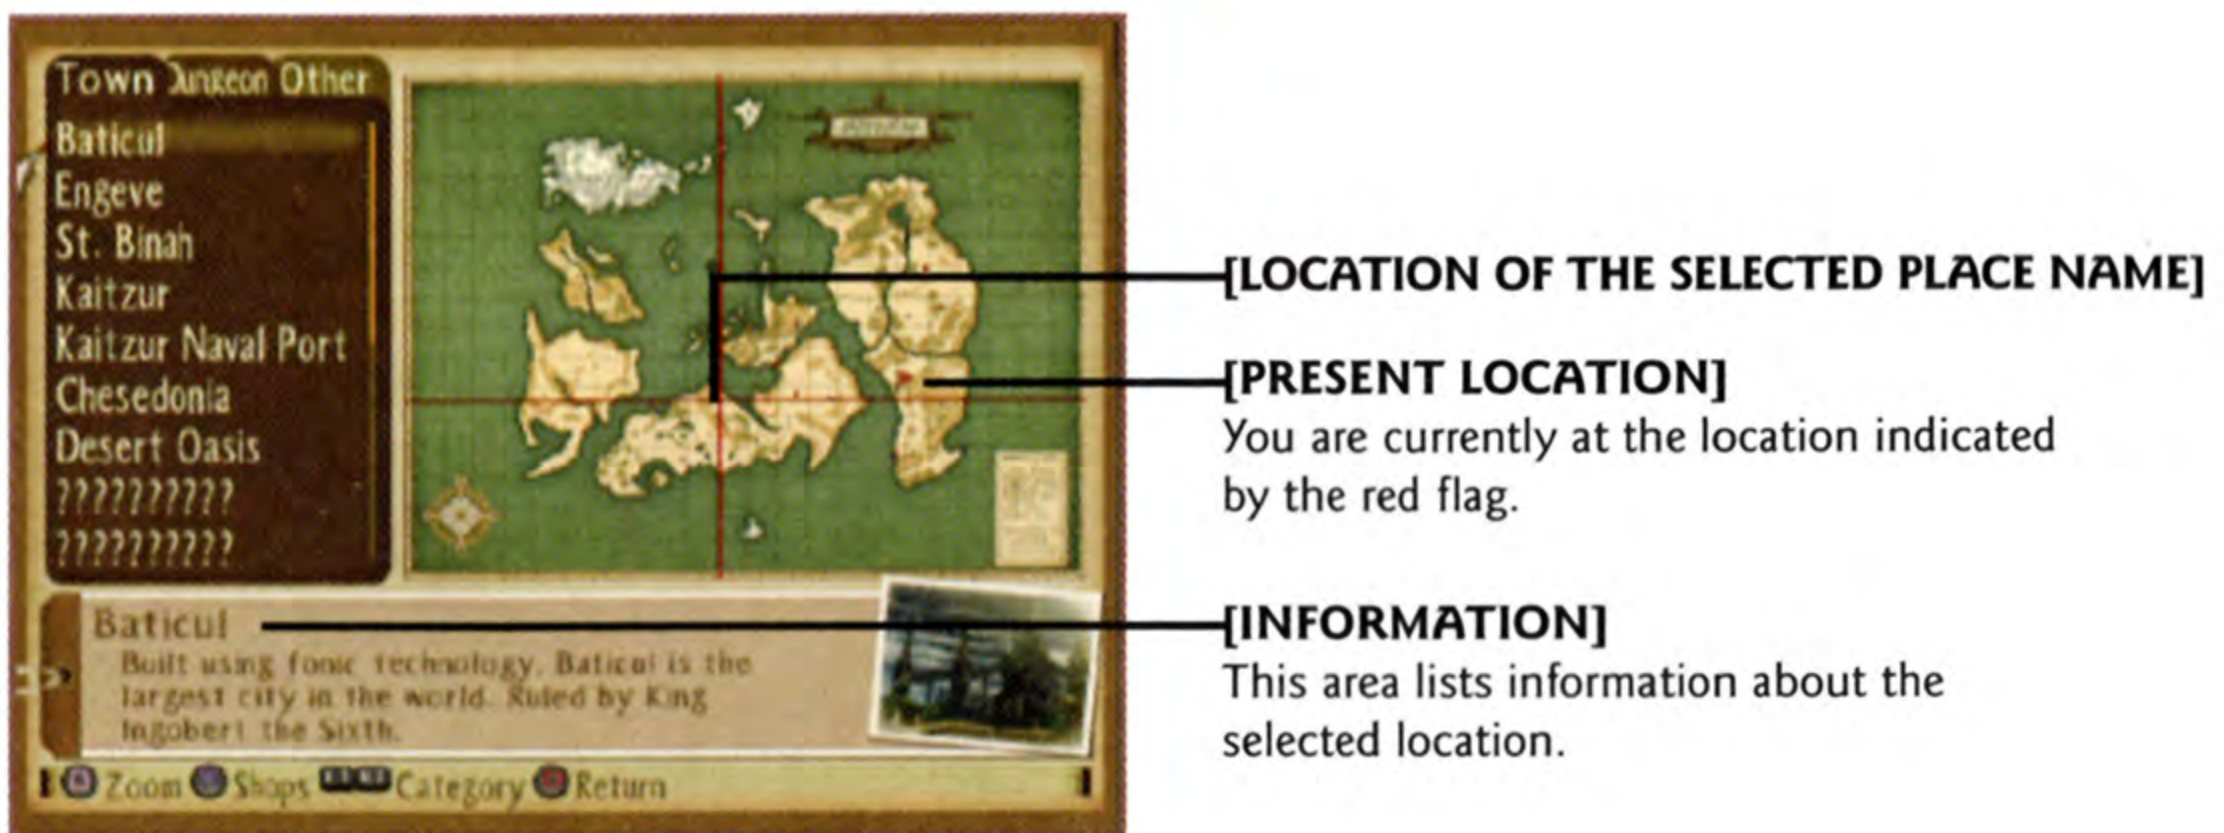 Town Dungeon Other
Baticul
Engeve
St. Binah
Kaitzur
Kaitzur Naval Port
Chesedonia
Desert Oasis
??????????
??????????
Baticul
Built using fonic technology, Baticul is the
largest city in the world. Ruled by King
Ingobert the Sixth.
Zoom Shops Category Return
[LOCATION OF THE SELECTED PLACE NAME]
[PRESENT LOCATION]
You are currently at the location indicated
by the red flag.
[INFORMATION]
This area lists information about the
selected location.